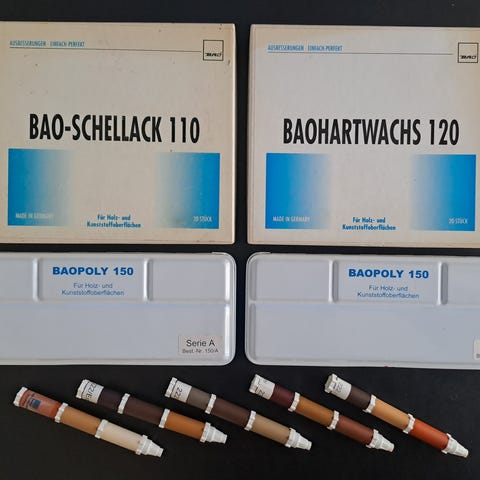 AUSBESSERUNGEN · EINFACH · PERFEKT
BAO
BAO-SCHELLACK 110
MADE IN GERMANY
Für Holz- und
Kunststoffoberflächen
20 STÜCK
AUSBESSERUNGEN · EINFACH · PERFEKT
BAO
BAOHARTWACHS 120
MADE IN GERMANY
Für Holz- und
Kunststoffoberflächen
20 STÜCK
BAOPOLY 150
Für Holz- und
Kunststoffoberflächen
Serie A
Best.-Nr. 150/A
BAOPOLY 150
Für Holz- und
Kunststoffoberflächen